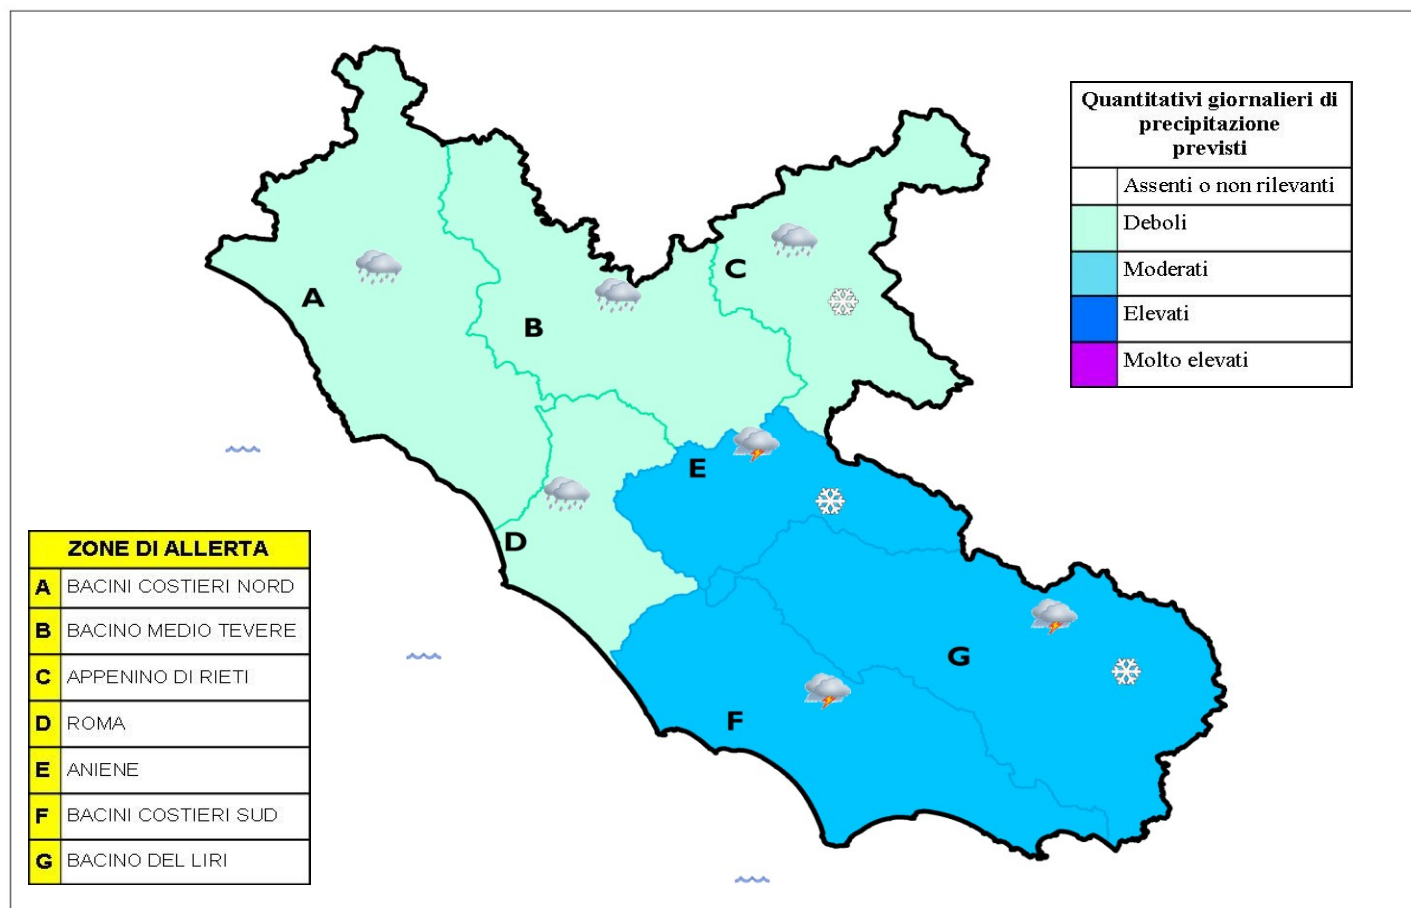 Quantitativi giornalieri di
precipitazione
previsti
Assenti o non rilevanti
Deboli
Moderati
Elevati
Molto elevati
A
B
C
D
E
F
G
ZONE DI ALLERTA
A BACINI COSTIERI NORD
B BACINO MEDIO TEVERE
C APPENINO DI RIETI
D ROMA
E ANIENE
F BACINI COSTIERI SUD
G BACINO DEL LIRI